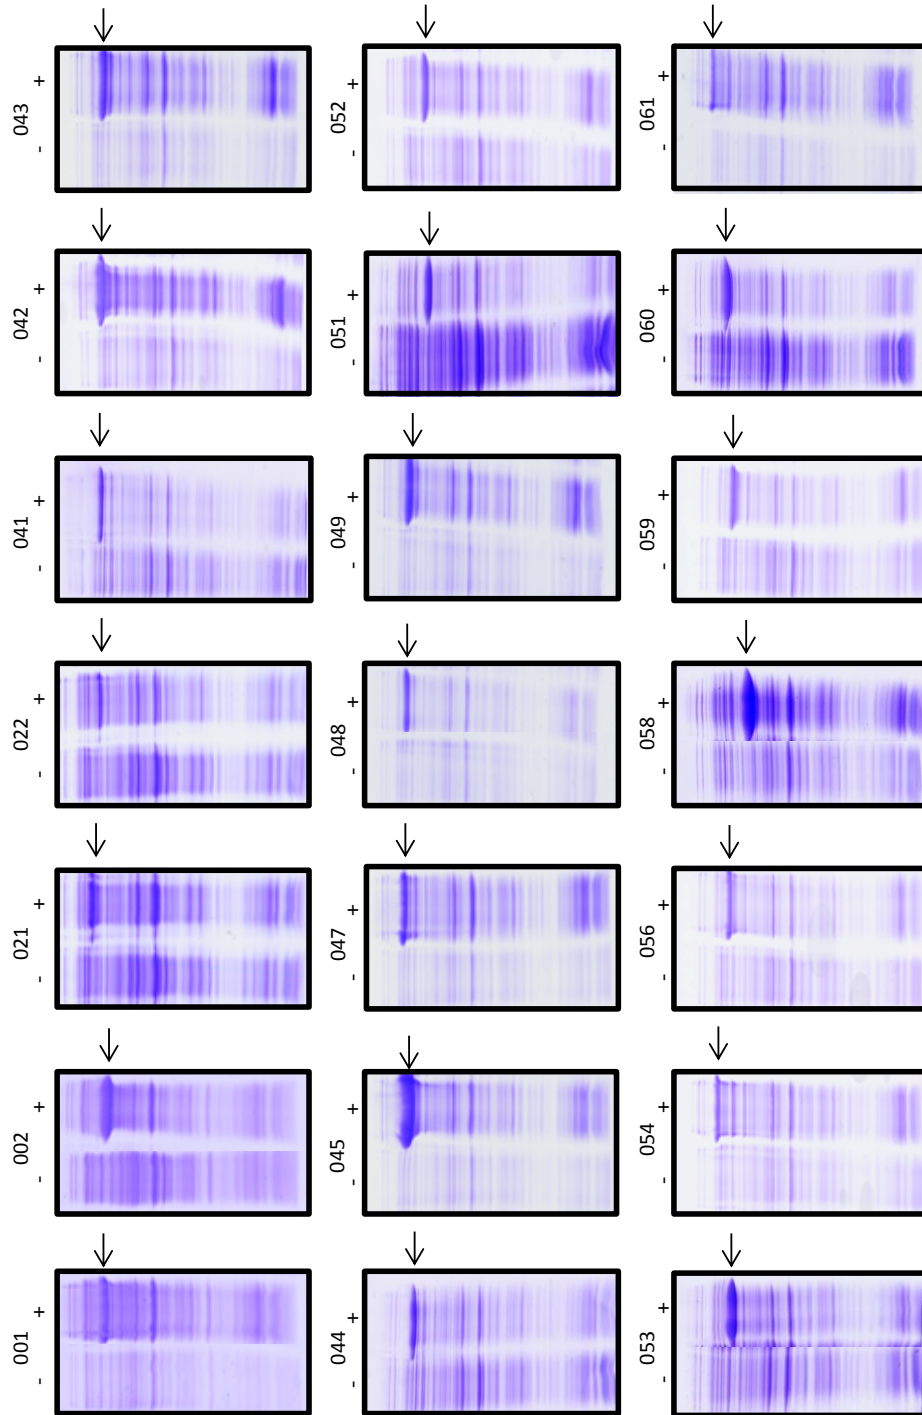 001 002 021 022 041 042 043
- + - + - + - + - + - + - +
044 045 047 048 049 051 052
- + - + - + - + - + - + - +
053 054 056 058 059 060 061
- + - + - + - + - + - + - +